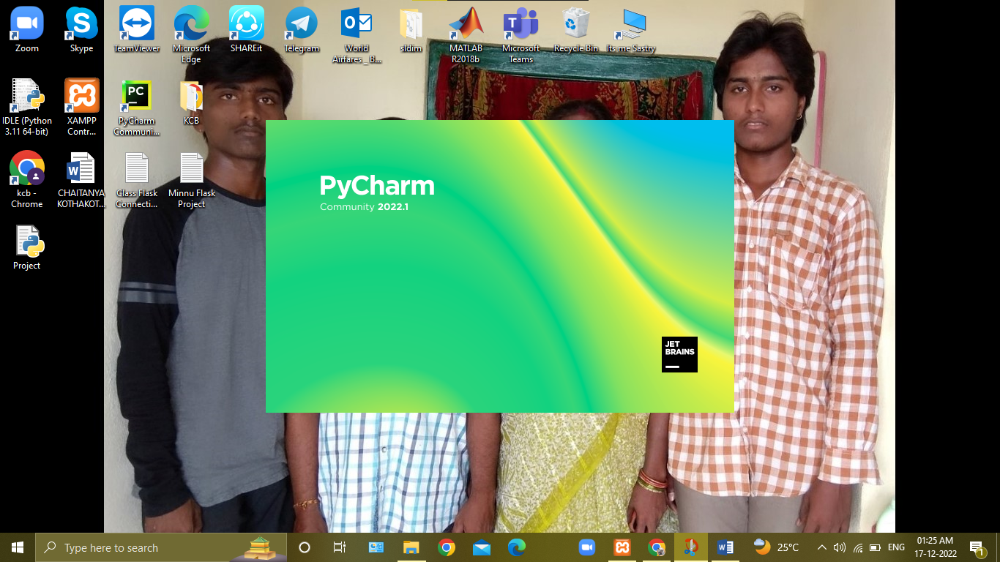 Zoom
Skype
TeamViewer
Microsoft
Edge
SHAREit
Telegram
World
Airfares _ B...
sldim
MATLAB
R2018b
Microsoft
Teams
Recycle Bin
Its me Sastry
IDLE (Python
3.11 64-bit)
XAMPP
Contr...
PC
PyCharm
Communi...
KCB
kcb -
Chrome
CHAITANYA
KOTHAKOT...
Class Flask
Connecti...
Minnu Flask
Project
Project
PyCharm
Community 2022.1
JET
BRAINS
Type here to search
25°C
ENG
01:25 AM
17-12-2022
1